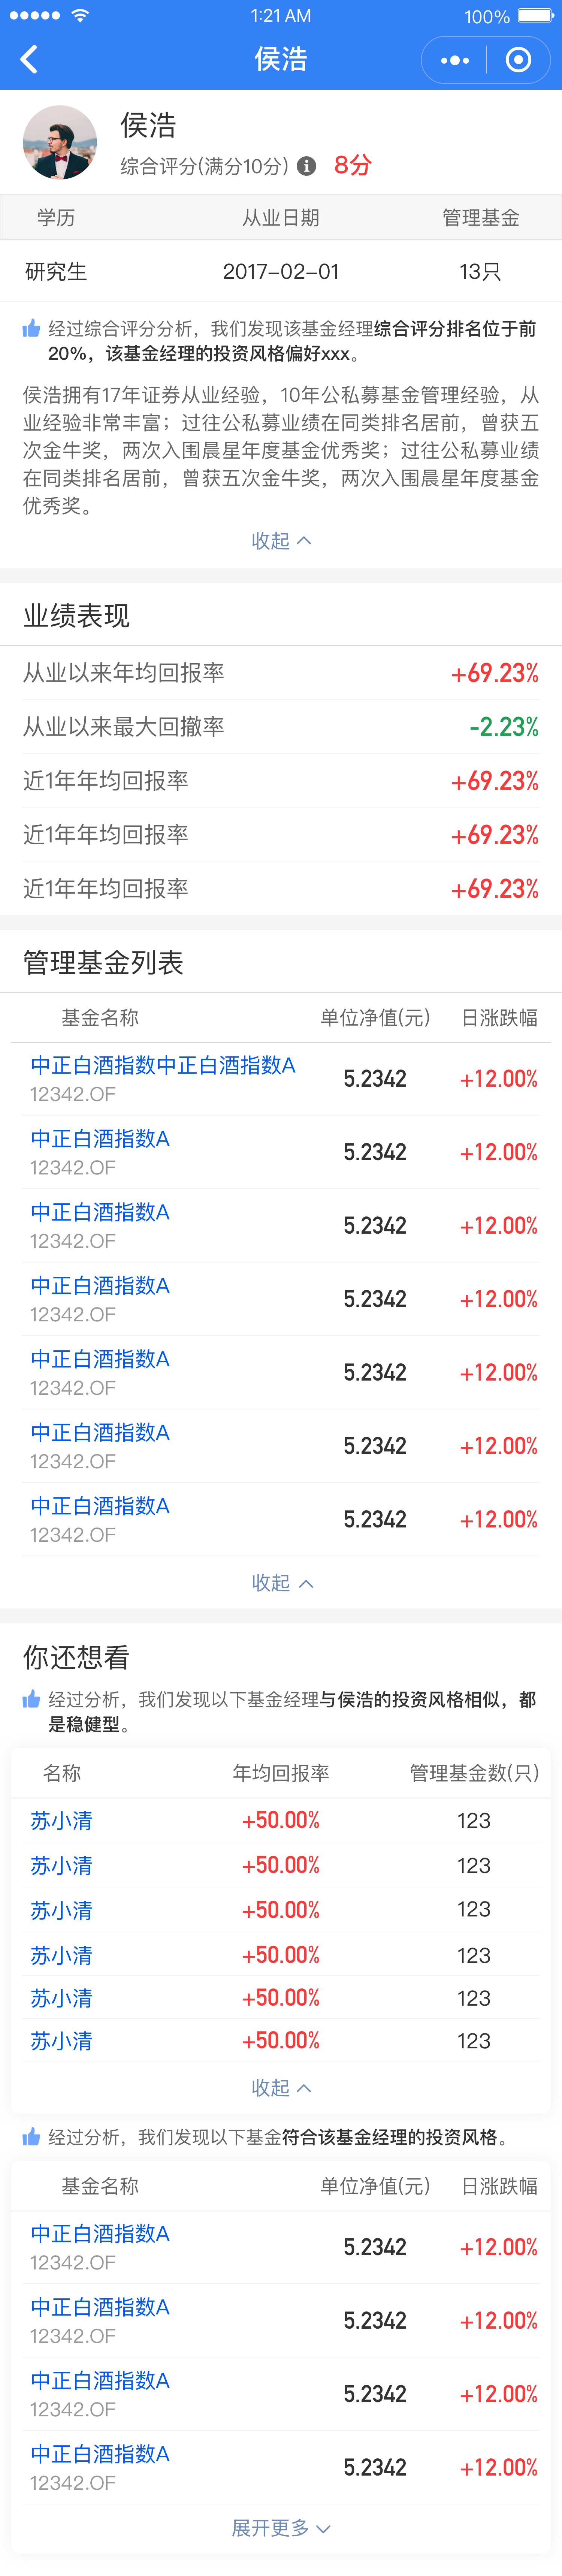 1:21 AM
100%
侯浩
侯浩
综合评分(满分10分) 8分
学历 从业日期 管理基金
研究生 2017-02-01 13只
经过综合评分分析，我们发现该基金经理综合评分排名位于前
20%，该基金经理的投资风格偏好xxx。
侯浩拥有17年证券从业经验，10年公私募基金管理经验，从
业经验非常丰富；过往公私募业绩在同类排名居前，曾获五
次金牛奖，两次入围晨星年度基金优秀奖；过往公私募业绩
在同类排名居前，曾获五次金牛奖，两次入围晨星年度基金
优秀奖。
收起
业绩表现
从业以来年均回报率 +69.23%
从业以来最大回撤率 -2.23%
近1年年均回报率 +69.23%
近1年年均回报率 +69.23%
近1年年均回报率 +69.23%
管理基金列表
基金名称 单位净值(元) 日涨跌幅
中正白酒指数中正白酒指数A 5.2342 +12.00%
12342.OF
中正白酒指数A 5.2342 +12.00%
12342.OF
中正白酒指数A 5.2342 +12.00%
12342.OF
中正白酒指数A 5.2342 +12.00%
12342.OF
中正白酒指数A 5.2342 +12.00%
12342.OF
中正白酒指数A 5.2342 +12.00%
12342.OF
中正白酒指数A 5.2342 +12.00%
12342.OF
收起
你还想看
经过分析，我们发现以下基金经理与侯浩的投资风格相似，都
是稳健型。
名称 年均回报率 管理基金数(只)
苏小清 +50.00% 123
苏小清 +50.00% 123
苏小清 +50.00% 123
苏小清 +50.00% 123
苏小清 +50.00% 123
苏小清 +50.00% 123
收起
经过分析，我们发现以下基金符合该基金经理的投资风格。
基金名称 单位净值(元) 日涨跌幅
中正白酒指数A 5.2342 +12.00%
12342.OF
中正白酒指数A 5.2342 +12.00%
12342.OF
中正白酒指数A 5.2342 +12.00%
12342.OF
中正白酒指数A 5.2342 +12.00%
12342.OF
展开更多